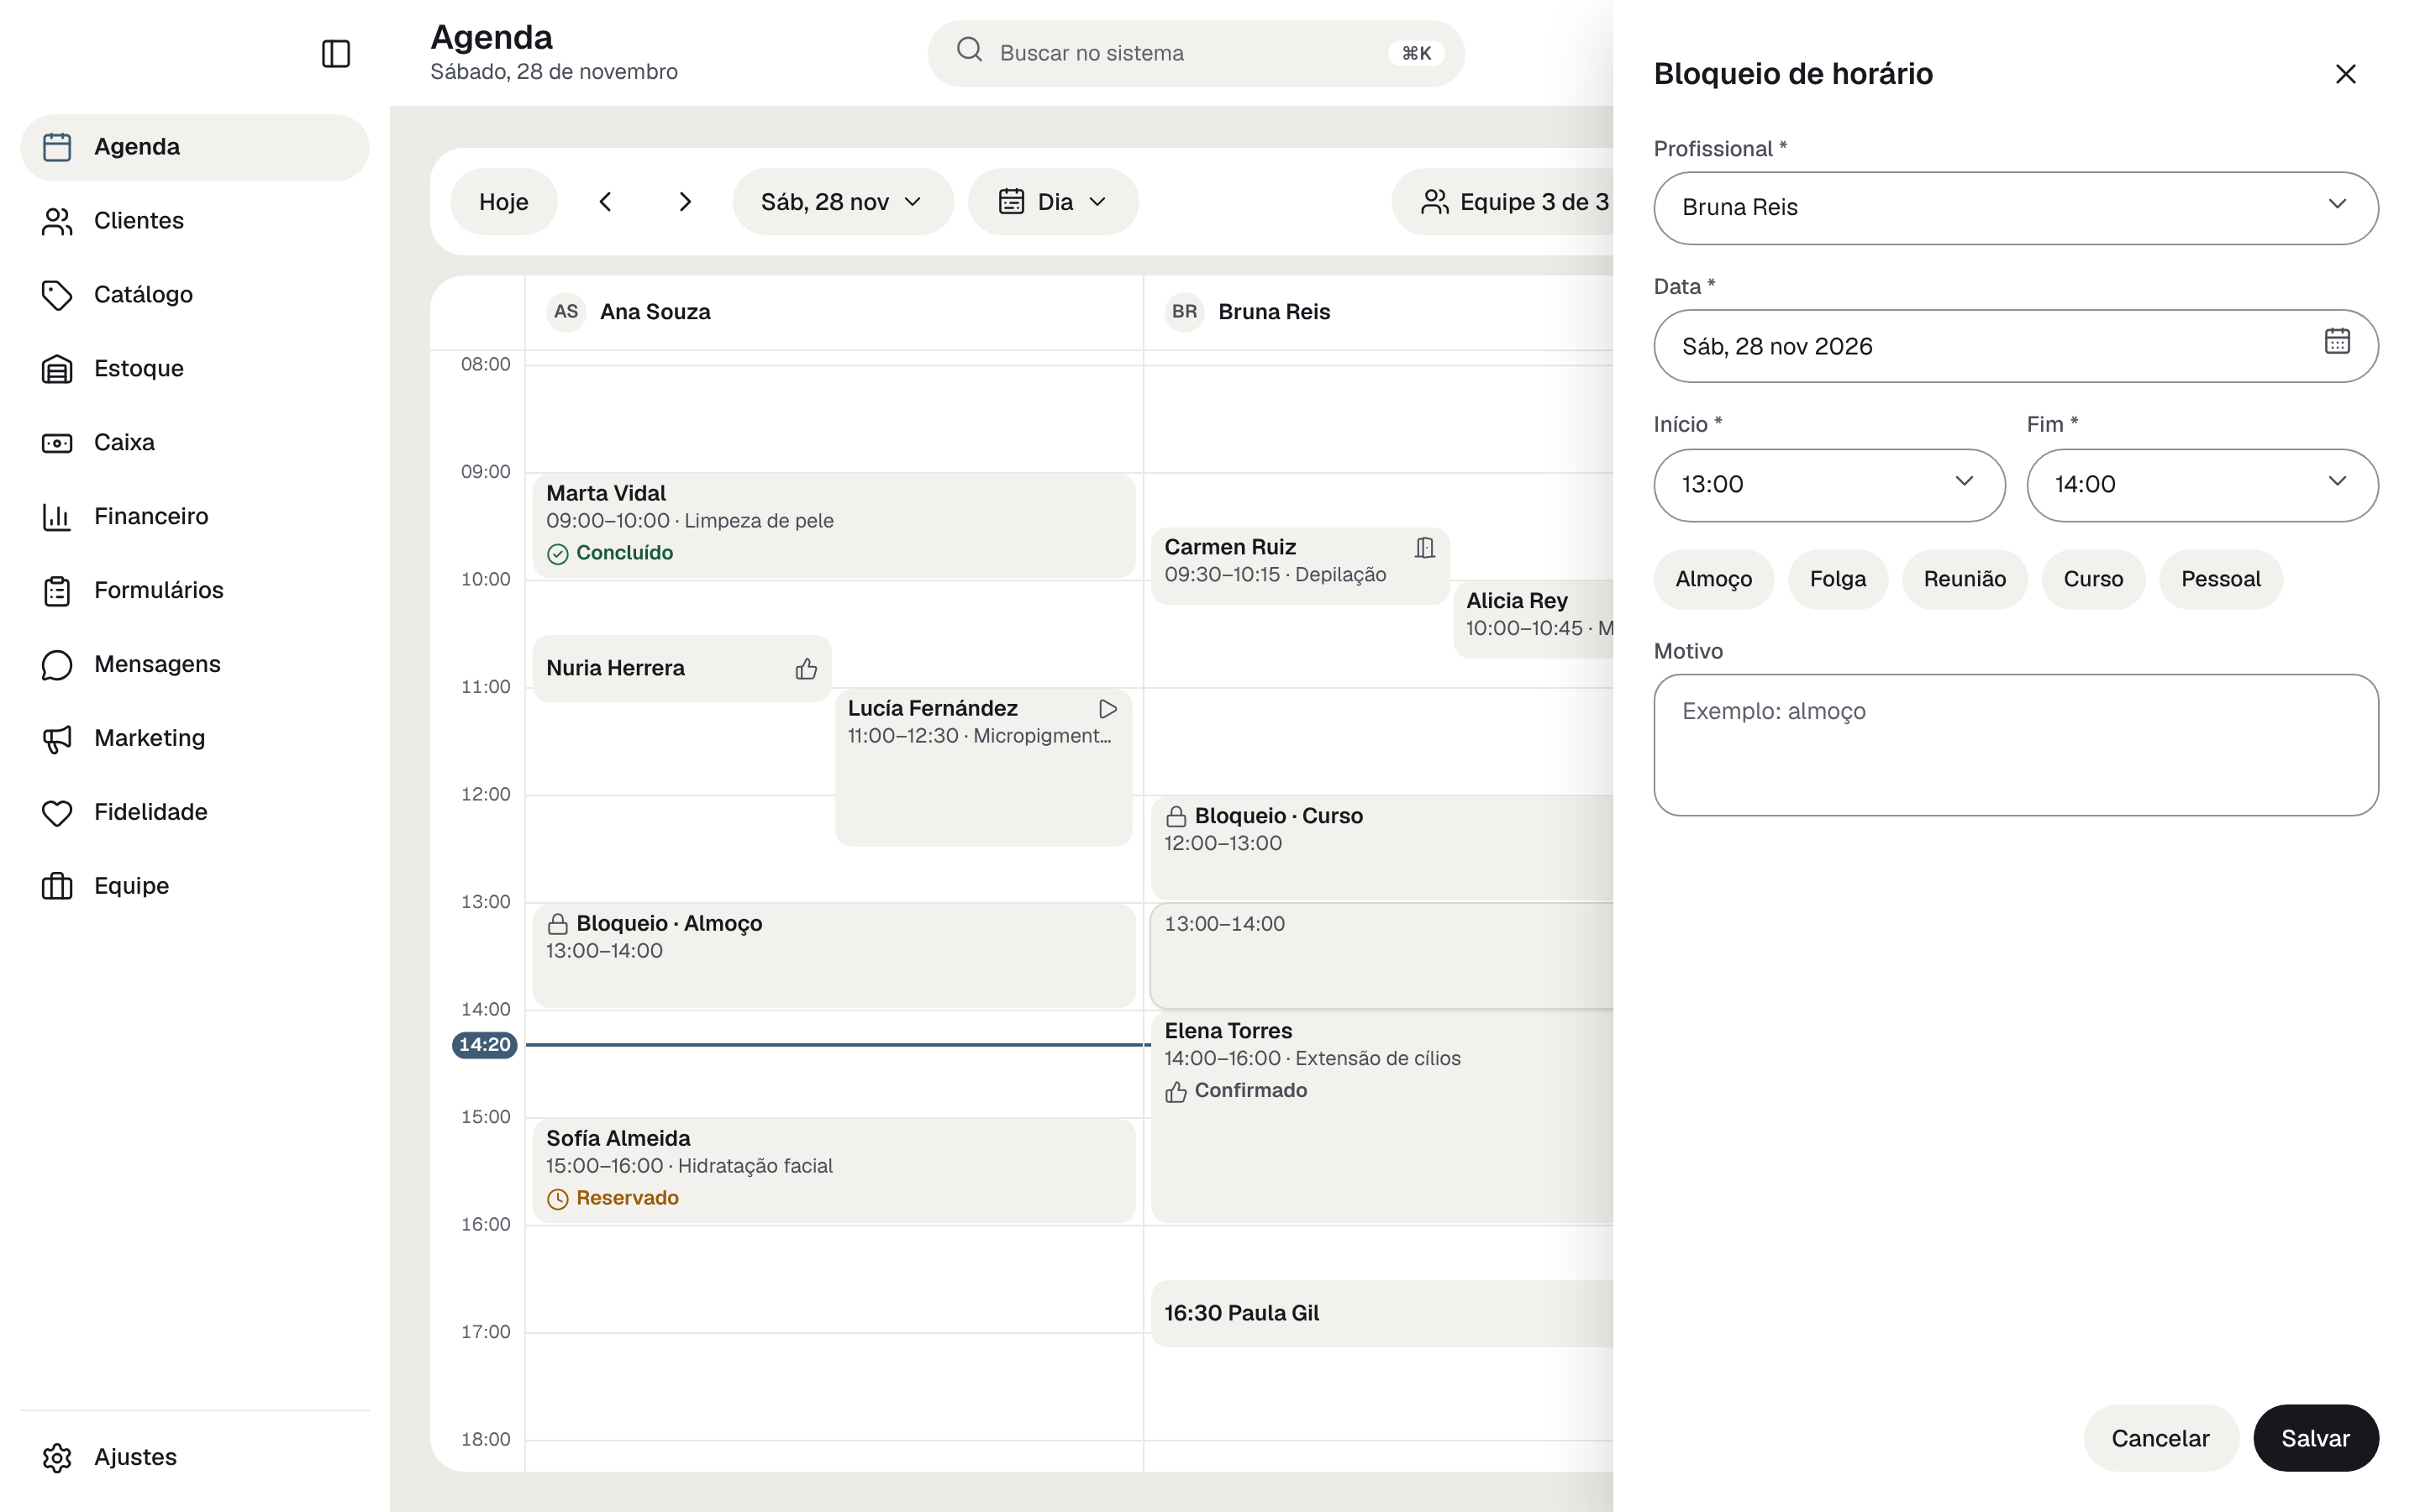 Agenda
Sábado, 28 de novembro
Buscar no sistema
⌘K
Agenda
Clientes
Catálogo
Estoque
Caixa
Financeiro
Formulários
Mensagens
Marketing
Fidelidade
Equipe
Ajustes
Hoje
Sáb, 28 nov
Dia
Equipe 3 de 3
AS
Ana Souza
BR
Bruna Reis
08:00
09:00
10:00
11:00
12:00
13:00
14:00
14:20
15:00
16:00
17:00
18:00
Marta Vidal
09:00–10:00 · Limpeza de pele
Concluído
Nuria Herrera
Lucía Fernández
11:00–12:30 · Micropigment...
Bloqueio · Almoço
13:00–14:00
Sofía Almeida
15:00–16:00 · Hidratação facial
Reservado
Carmen Ruiz
09:30–10:15 · Depilação
Alicia Rey
10:00–10:45 · M
Bloqueio · Curso
12:00–13:00
13:00–14:00
Elena Torres
14:00–16:00 · Extensão de cílios
Confirmado
16:30 Paula Gil
Bloqueio de horário
Profissional *
Bruna Reis
Data *
Sáb, 28 nov 2026
Início *
Fim *
13:00
14:00
Almoço
Folga
Reunião
Curso
Pessoal
Motivo
Exemplo: almoço
Cancelar
Salvar